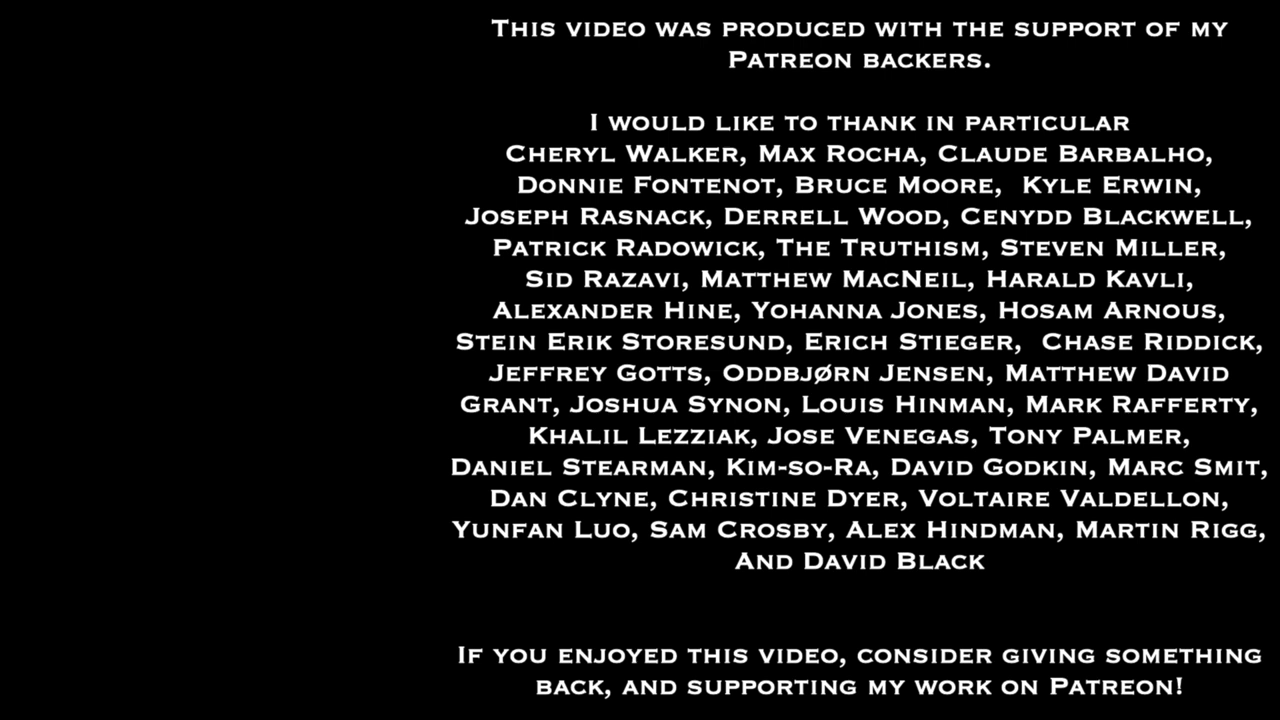 This video was produced with the support of my
Patreon backers.
I would like to thank in particular
Cheryl Walker, Max Rocha, Claude Barbalho,
Donnie Fontenot, Bruce Moore,  Kyle Erwin,
Joseph Rasnack, Derrell Wood, Cenydd Blackwell,
Patrick Radowick, The Truthism, Steven Miller,
Sid Razavi, Matthew MacNeil, Harald Kavli,
Alexander Hine, Yohanna Jones, Hosam Arnous,
Stein Erik Storesund, Erich Stieger,  Chase Riddick,
Jeffrey Gotts, Oddbjørn Jensen, Matthew David
Grant, Joshua Synon, Louis Hinman, Mark Rafferty,
Khalil Lezziak, Jose Venegas, Tony Palmer,
Daniel Stearman, Kim-so-Ra, David Godkin, Marc Smit,
Dan Clyne, Christine Dyer, Voltaire Valdellon,
Yunfan Luo, Sam Crosby, Alex Hindman, Martin Rigg,
And David Black
If you enjoyed this video, consider giving something
back, and supporting my work on Patreon!